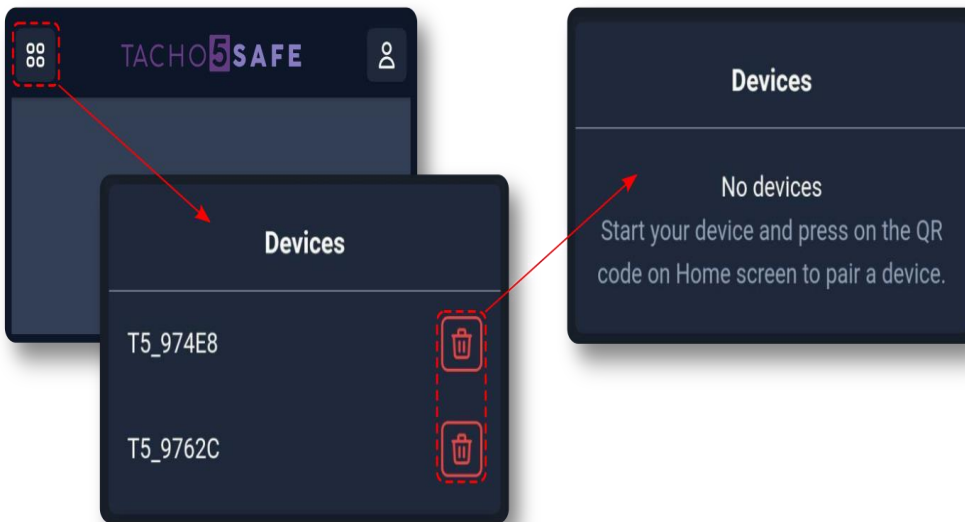 TACHO5SAFE
Devices
T5_974E8
T5_9762C
Devices
No devices
Start your device and press on the QR
code on Home screen to pair a device.